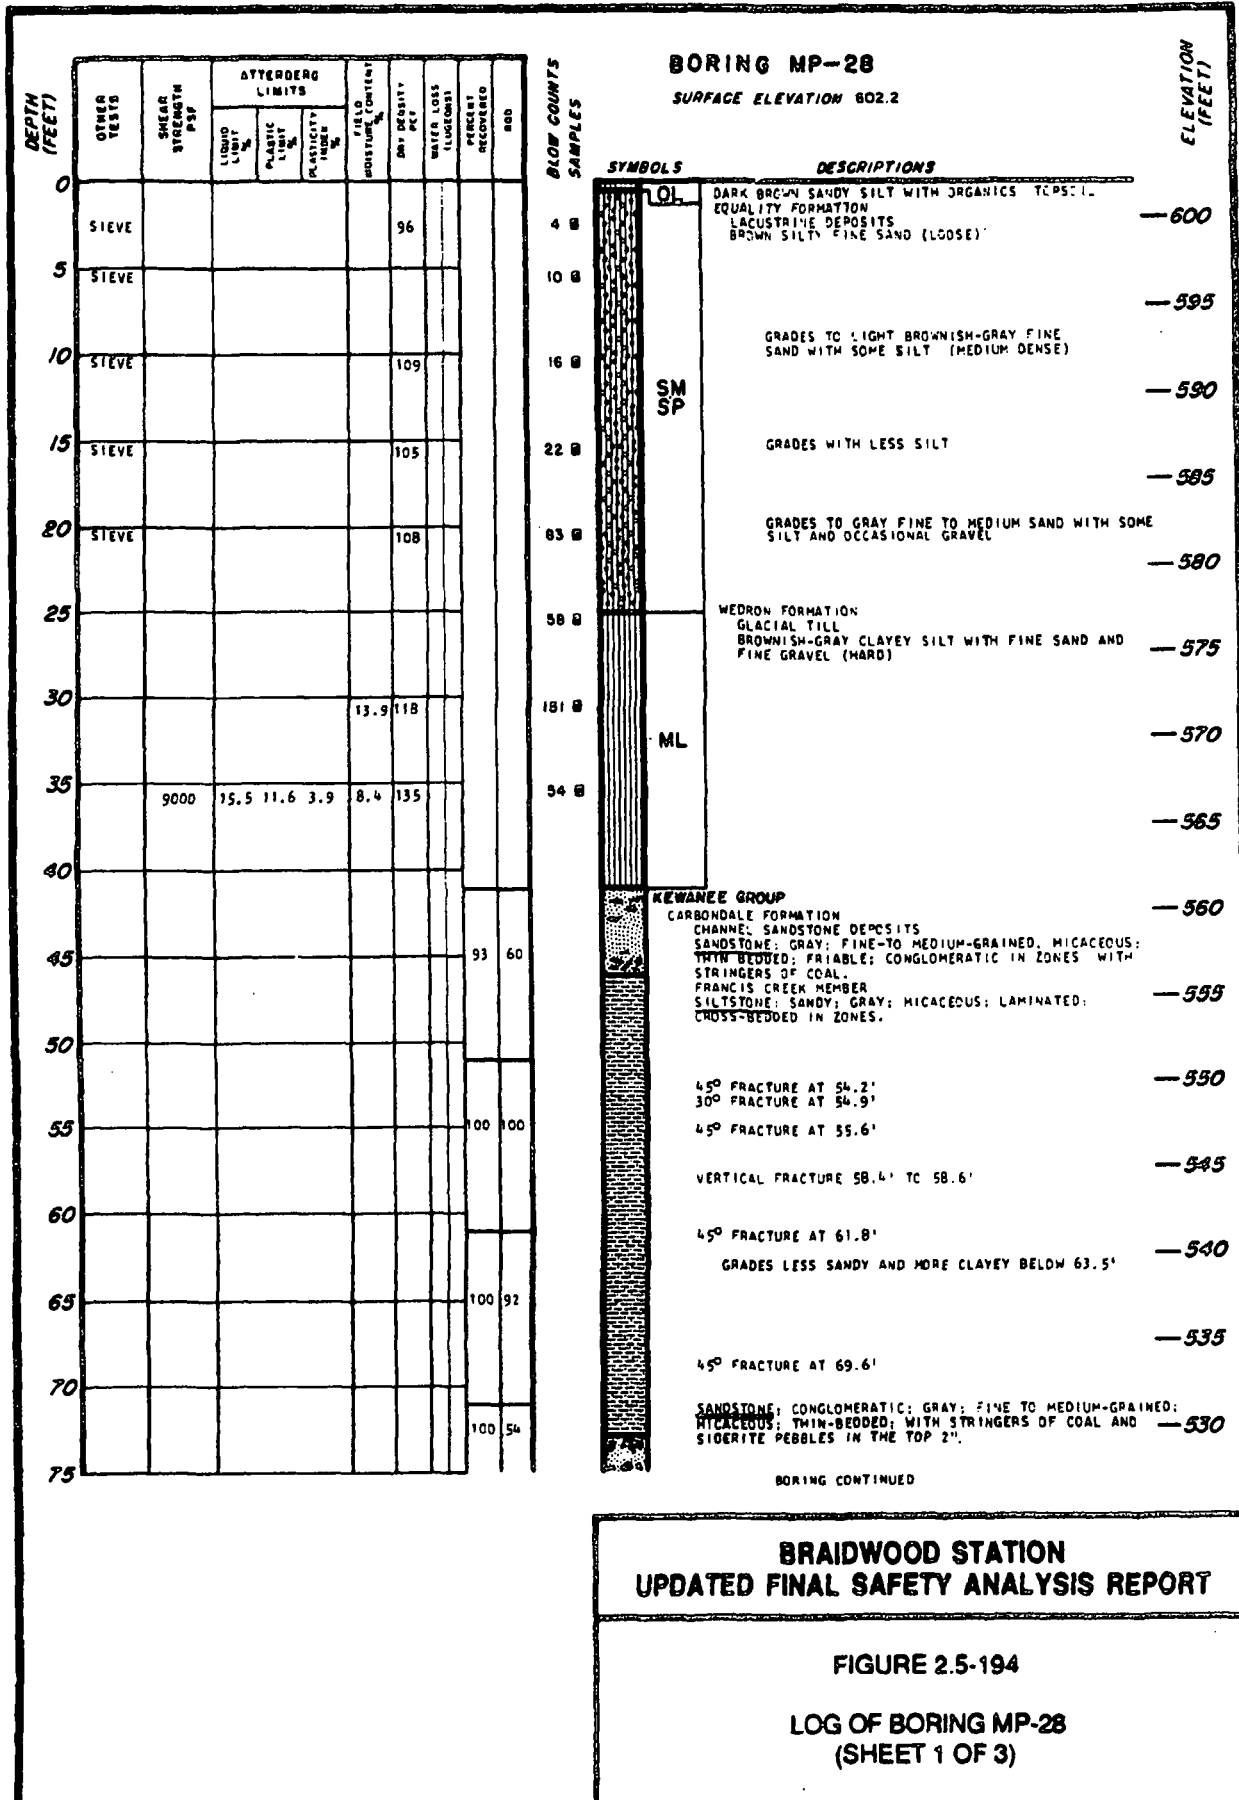 BORING MP-28
SURFACE ELEVATION 602.2
DEPTH (FEET)
OTHER TESTS
SHEAR STRENGTH PSF
ATTERBERG LIMITS
LIQUID LIMIT %
PLASTIC LIMIT %
PLASTICITY INDEX %
FIELD MOISTURE CONTENT %
DRY DENSITY PCF
WATER LOSS (LUGEONS)
PERCENT RECOVERED
RQD
BLOW COUNTS
SAMPLES
SYMBOLS
DESCRIPTIONS
ELEVATION (FEET)
0
OL
DARK BROWN SANDY SILT WITH ORGANICS TOPSOIL
EQUALITY FORMATION
LACUSTRINE DEPOSITS
BROWN SILTY FINE SAND (LOOSE)
600
SIEVE 96 4
5 SIEVE 10
595
GRADES TO LIGHT BROWNISH-GRAY FINE
SAND WITH SOME SILT (MEDIUM DENSE)
10 SIEVE 109 16
SM
SP
590
15 SIEVE 105 22
GRADES WITH LESS SILT
585
20 SIEVE 108 83
GRADES TO GRAY FINE TO MEDIUM SAND WITH SOME
SILT AND OCCASIONAL GRAVEL
580
25 58
WEDRON FORMATION
GLACIAL TILL
BROWNISH-GRAY CLAYEY SILT WITH FINE SAND AND
FINE GRAVEL (HARD)
575
30 13.9 118 181
ML
570
35 9000 15.5 11.6 3.9 8.4 135 54
565
40
KEWANEE GROUP
CARBONDALE FORMATION
CHANNEL SANDSTONE DEPOSITS
SANDSTONE: GRAY; FINE-TO MEDIUM-GRAINED, MICACEOUS;
THIN BEDDED; FRIABLE; CONGLOMERATIC IN ZONES WITH
STRINGERS OF COAL.
FRANCIS CREEK MEMBER
SILTSTONE: SANDY; GRAY; MICACEOUS; LAMINATED;
CROSS-BEDDED IN ZONES.
560
45 93 60
555
50
550
45° FRACTURE AT 54.2'
30° FRACTURE AT 54.9'
45° FRACTURE AT 55.6'
55 100 100
545
VERTICAL FRACTURE 58.4' TO 58.6'
60
45° FRACTURE AT 61.8'
540
GRADES LESS SANDY AND MORE CLAYEY BELOW 63.5'
65 100 92
535
45° FRACTURE AT 69.6'
70
SANDSTONE; CONGLOMERATIC; GRAY; FINE TO MEDIUM-GRAINED;
MICACEOUS; THIN-BEDDED; WITH STRINGERS OF COAL AND
SIDERITE PEBBLES IN THE TOP 2".
530
100 54
75
BORING CONTINUED
BRAIDWOOD STATION
UPDATED FINAL SAFETY ANALYSIS REPORT
FIGURE 2.5-194
LOG OF BORING MP-28
(SHEET 1 OF 3)